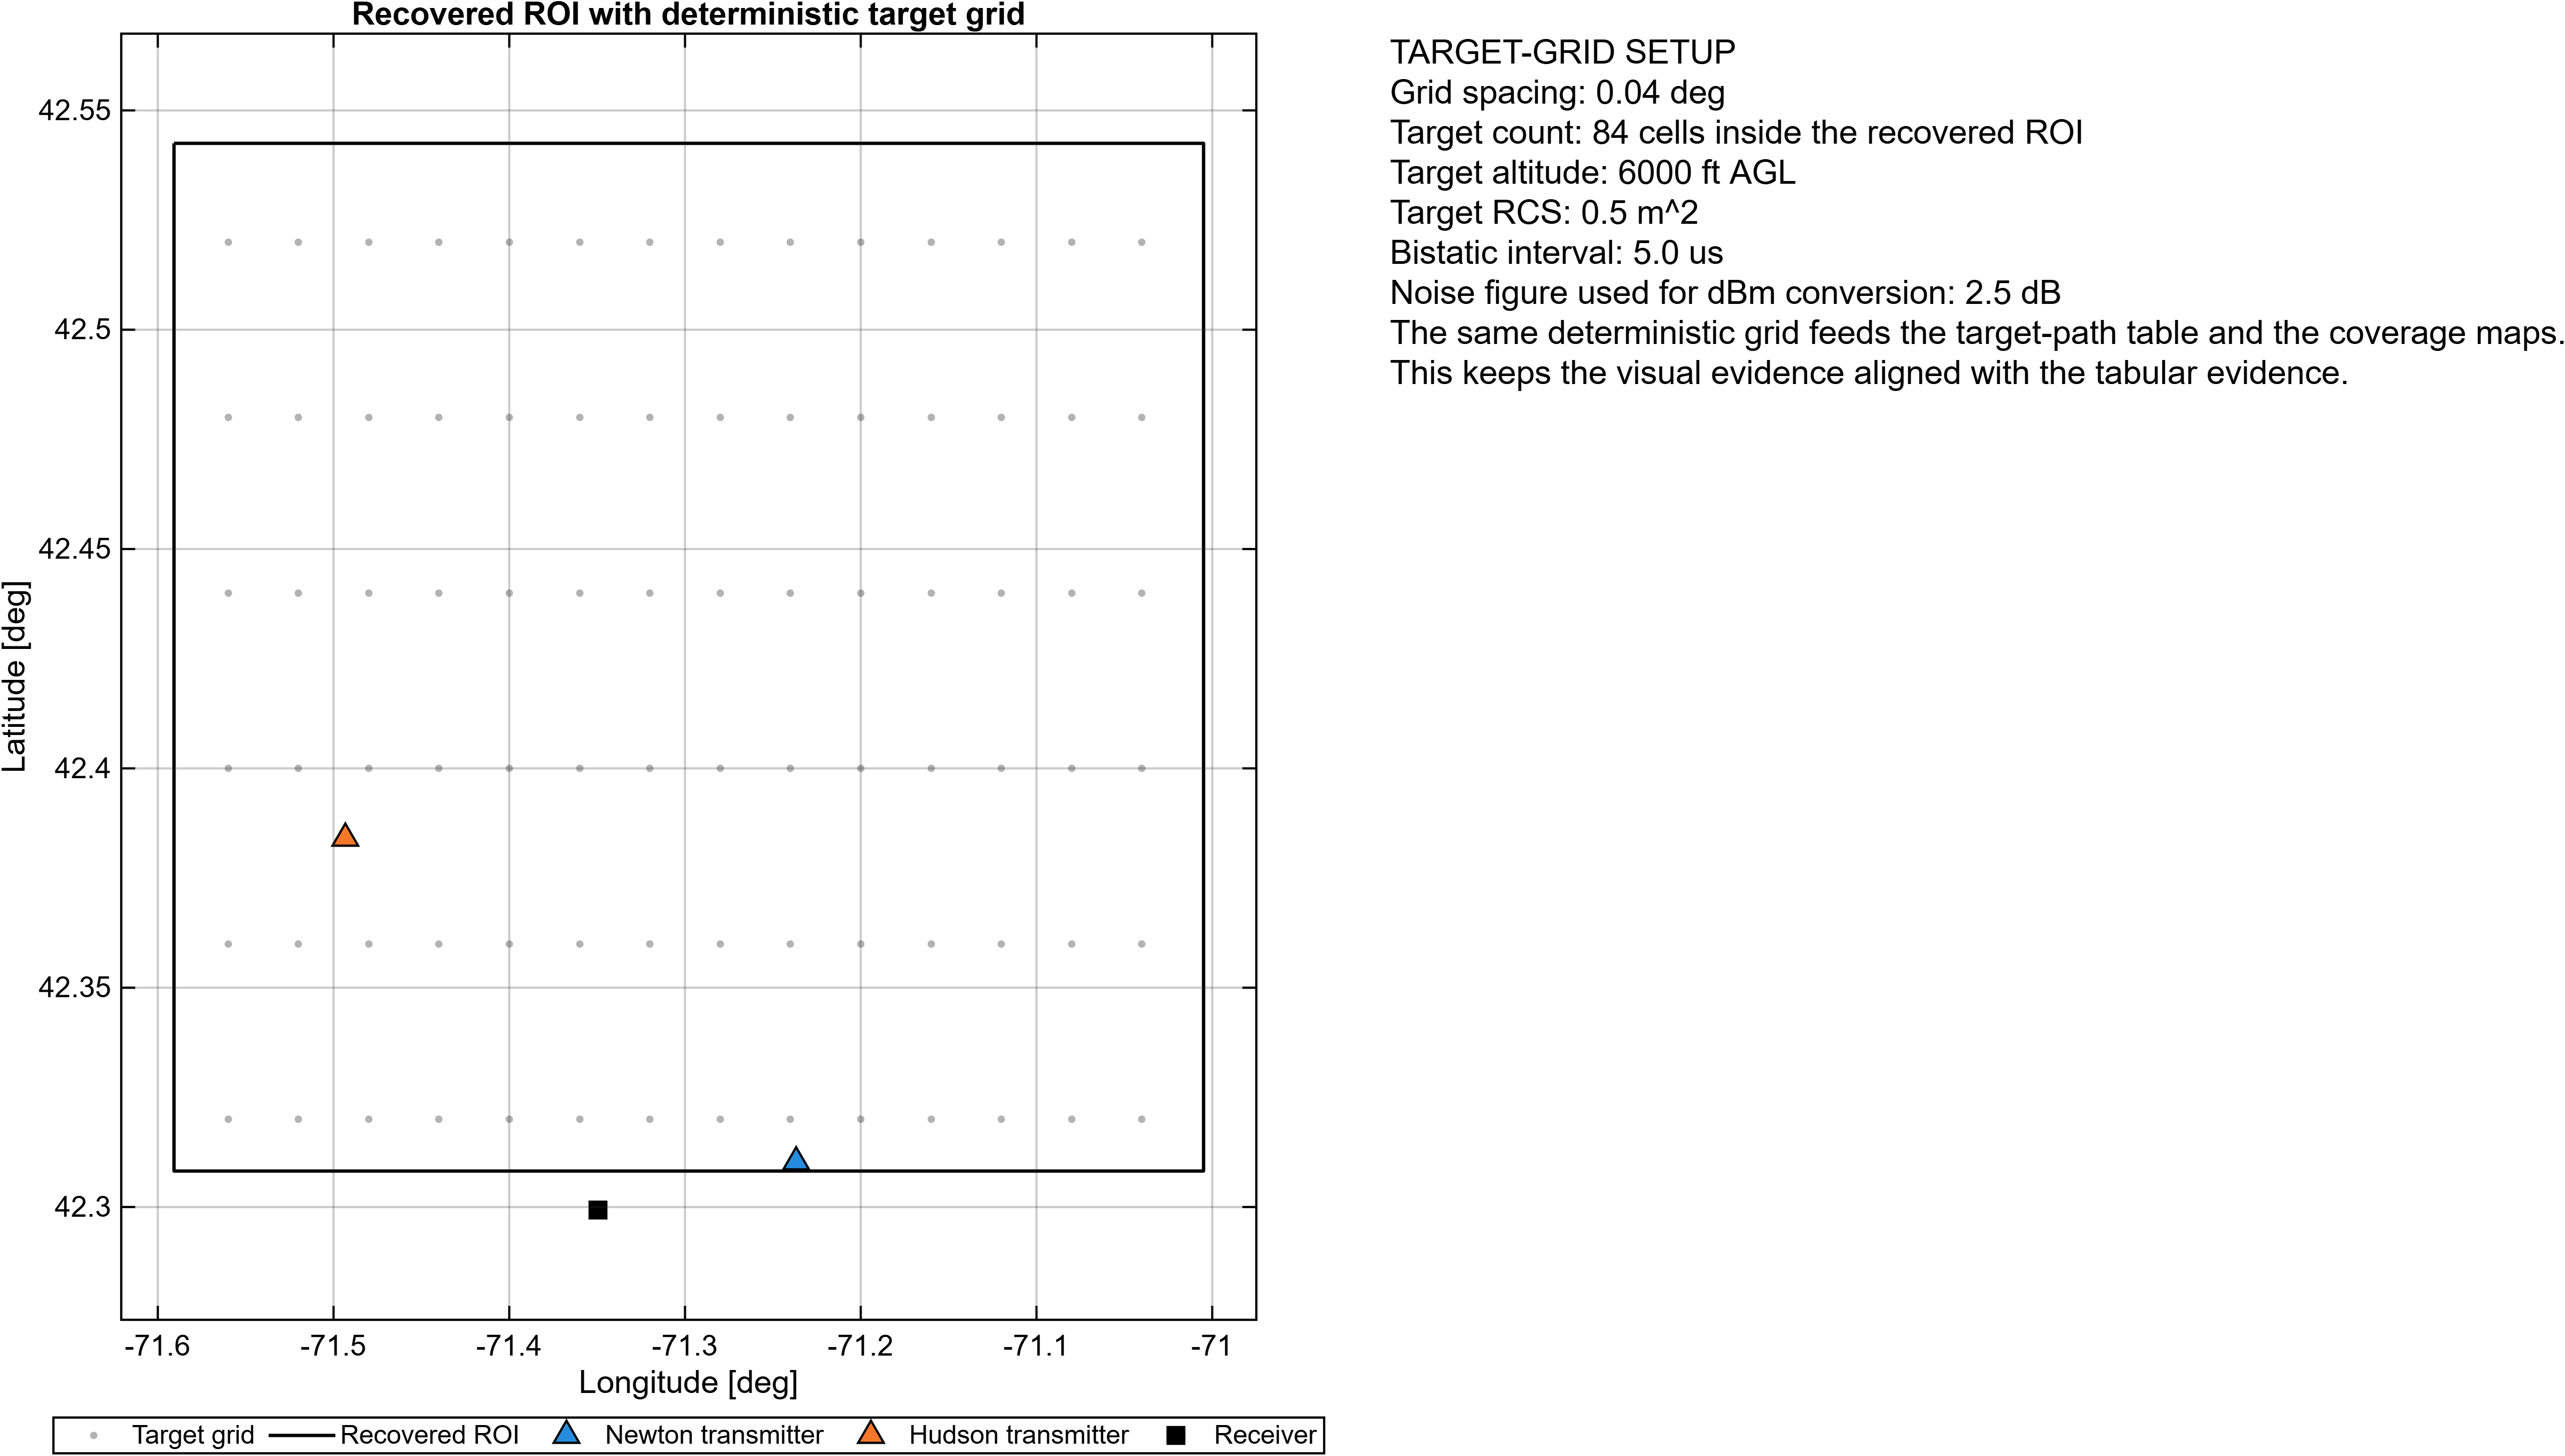 Recovered ROI with deterministic target grid
42.55
42.5
42.45
42.4
42.35
42.3
Latitude [deg]
-71.6
-71.5
-71.4
-71.3
-71.2
-71.1
-71
Longitude [deg]
Target grid
Recovered ROI
Newton transmitter
Hudson transmitter
Receiver
TARGET-GRID SETUP
Grid spacing: 0.04 deg
Target count: 84 cells inside the recovered ROI
Target altitude: 6000 ft AGL
Target RCS: 0.5 m^2
Bistatic interval: 5.0 us
Noise figure used for dBm conversion: 2.5 dB
The same deterministic grid feeds the target-path table and the coverage maps.
This keeps the visual evidence aligned with the tabular evidence.